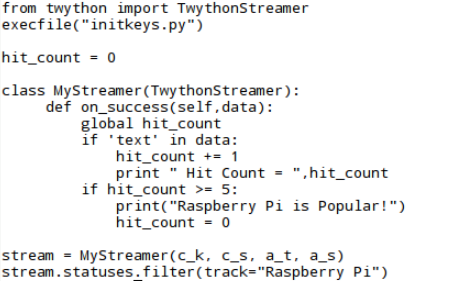 from twython import TwythonStreamer
execfile("initkeys.py")

hit_count = 0

class MyStreamer(TwythonStreamer):
    def on_success(self,data):
        global hit_count
        if 'text' in data:
            hit_count += 1
            print " Hit Count = ",hit_count
        if hit_count >= 5:
            print("Raspberry Pi is Popular!")
            hit_count = 0

stream = MyStreamer(c_k, c_s, a_t, a_s)
stream.statuses.filter(track="Raspberry Pi")